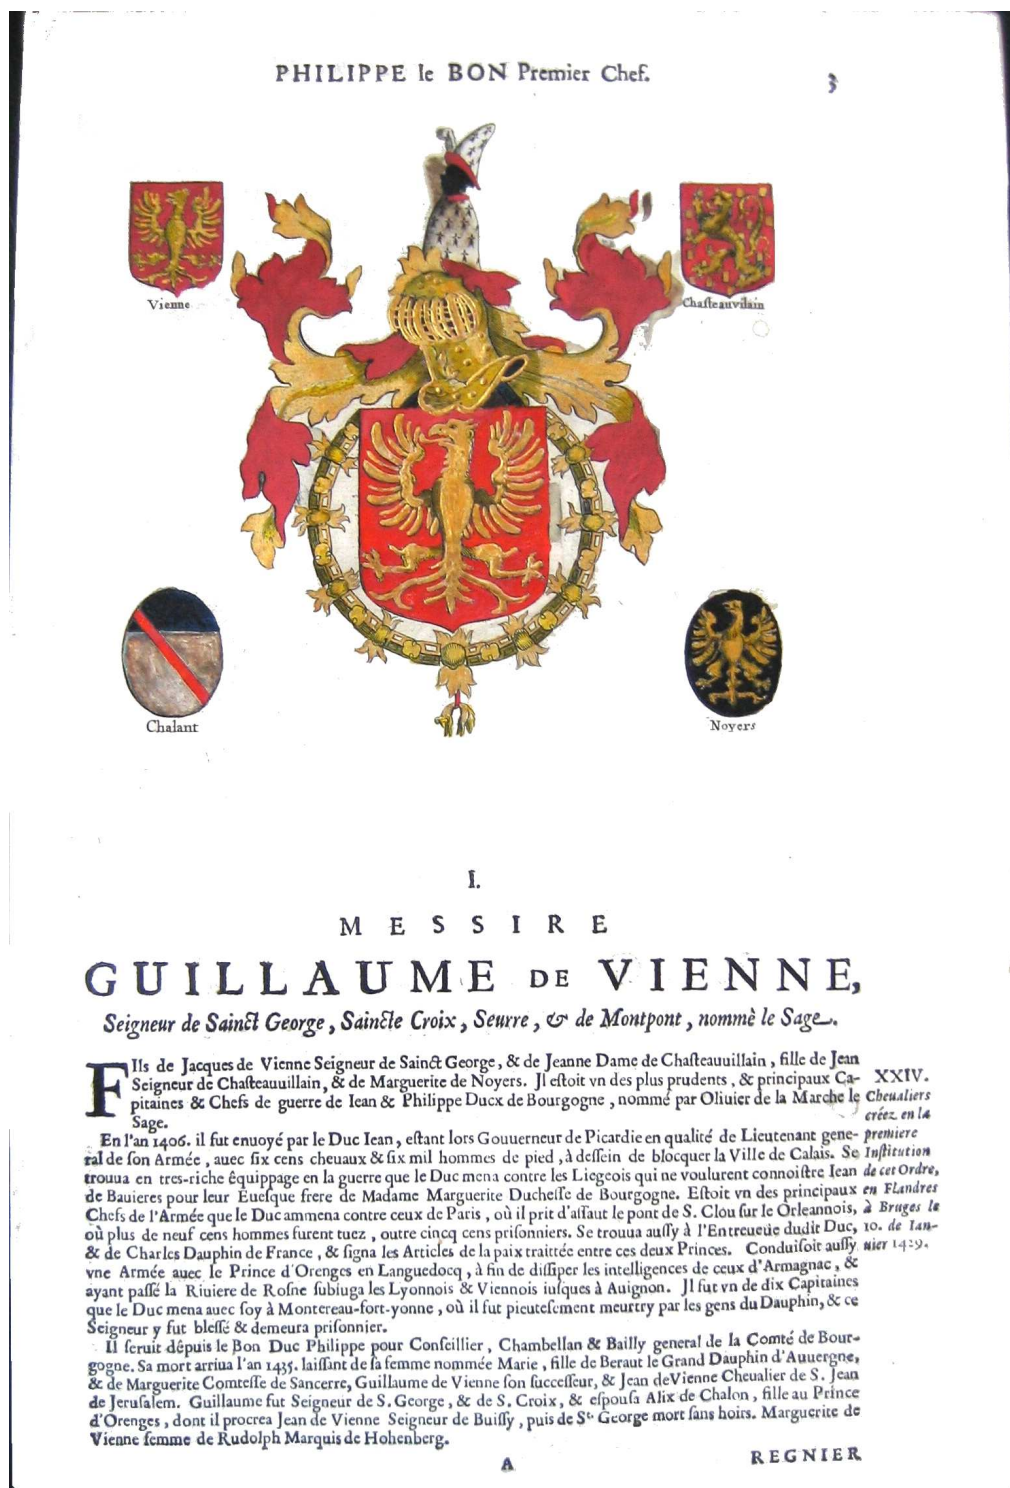 PHILIPPE le BON Premier Chef.
3
Vienne
Chaſteauvilain
Chalant
Noyers
I.
MESSIRE
GUILLAUME DE VIENNE,
Seigneur de Sainct George, Saincte Croix, Seurre, & de Montpont, nommè le Sage.
FIls de Jacques de Vienne Seigneur de Sainct George, & de Jeanne Dame de Chaſteauuillain, fille de Jean
Seigneur de Chaſteauuillain, & de Marguerite de Noyers. Jl eſtoit vn des plus prudents, & principaux Ca-
pitaines & Chefs de guerre de Iean & Philippe Ducx de Bourgogne, nommé par Oliuier de la Marche le
Sage.
En l'an 1406. il fut enuoyé par le Duc Iean, eſtant lors Gouuerneur de Picardie en qualité de Lieutenant gene-
ral de ſon Armée, auec ſix cens cheuaux & ſix mil hommes de pied, à deſſein de blocquer la Ville de Calais. Se
trouua en tres-riche êquippage en la guerre que le Duc mena contre les Liegeois qui ne voulurent connoiſtre Iean
de Bauieres pour leur Eueſque frere de Madame Marguerite Ducheſſe de Bourgogne. Eſtoit vn des principaux
Chefs de l'Armée que le Duc ammena contre ceux de Paris, où il prit d'aſſaut le pont de S. Clou ſur le Orleannois,
où plus de neuf cens hommes furent tuez, outre cincq cens priſonniers. Se trouua auſſy à l'Entreueüe dudit Duc,
& de Charles Dauphin de France, & ſigna les Articles de la paix traittée entre ces deux Princes. Conduiſoit auſſy
vne Armée auec le Prince d'Orenges en Languedocq, à fin de diſſiper les intelligences de ceux d'Armagnac, &
ayant paſſé la Riuiere de Roſne ſubiuga les Lyonnois & Viennois iuſques à Auignon. Jl fut vn de dix Capitaines
que le Duc mena auec ſoy à Montereau-fort-yonne, où il fut pieuteſement meurtry par les gens du Dauphin, & ce
Seigneur y fut bleſſé & demeura priſonnier.
Il ſeruit dêpuis le Bon Duc Philippe pour Conſeillier, Chambellan & Bailly general de la Comté de Bour-
gogne. Sa mort arriua l'an 1435. laiſſant de ſa femme nommée Marie, fille de Beraut le Grand Dauphin d'Auuergne,
& de Marguerite Comteſſe de Sancerre, Guillaume de Vienne ſon ſucceſſeur, & Jean de Vienne Cheualier de S. Jean
de Jeruſalem. Guillaume fut Seigneur de S. George, & de S. Croix, & eſpouſa Alix de Chalon, fille au Prince
d'Orenges, dont il procrea Jean de Vienne Seigneur de Buiſſy, puis de St. George mort ſans hoirs. Marguerite de
Vienne femme de Rudolph Marquis de Hohenberg.
XXIV.
Cheualiers
créez en la
premiere
Inſtitution
de cet Ordre,
en Flandres
à Bruges le
10. de Ian-
uier 1429.
A
REGNIER